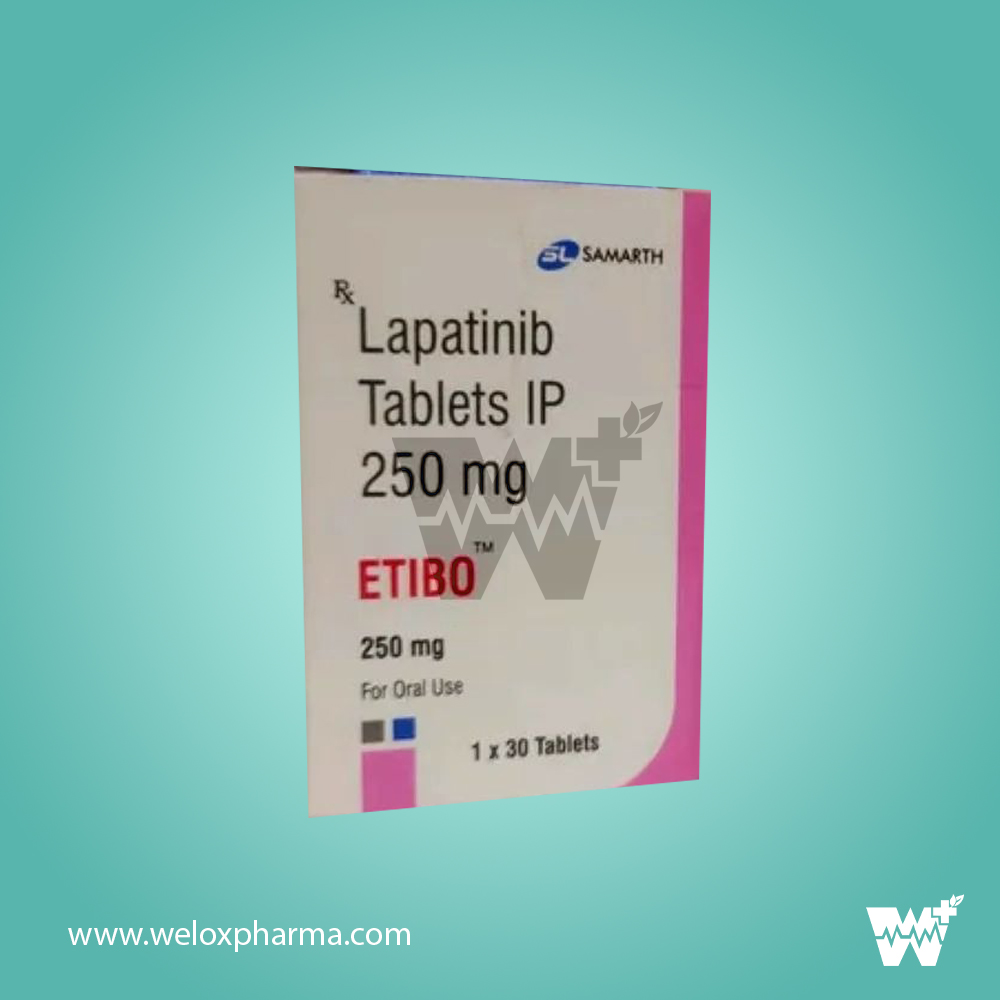 SL SAMARTH
Rx
Lapatinib
Tablets IP
250 mg
ETIBO™
250 mg
For Oral Use
1 x 30 Tablets
www.weloxpharma.com
W